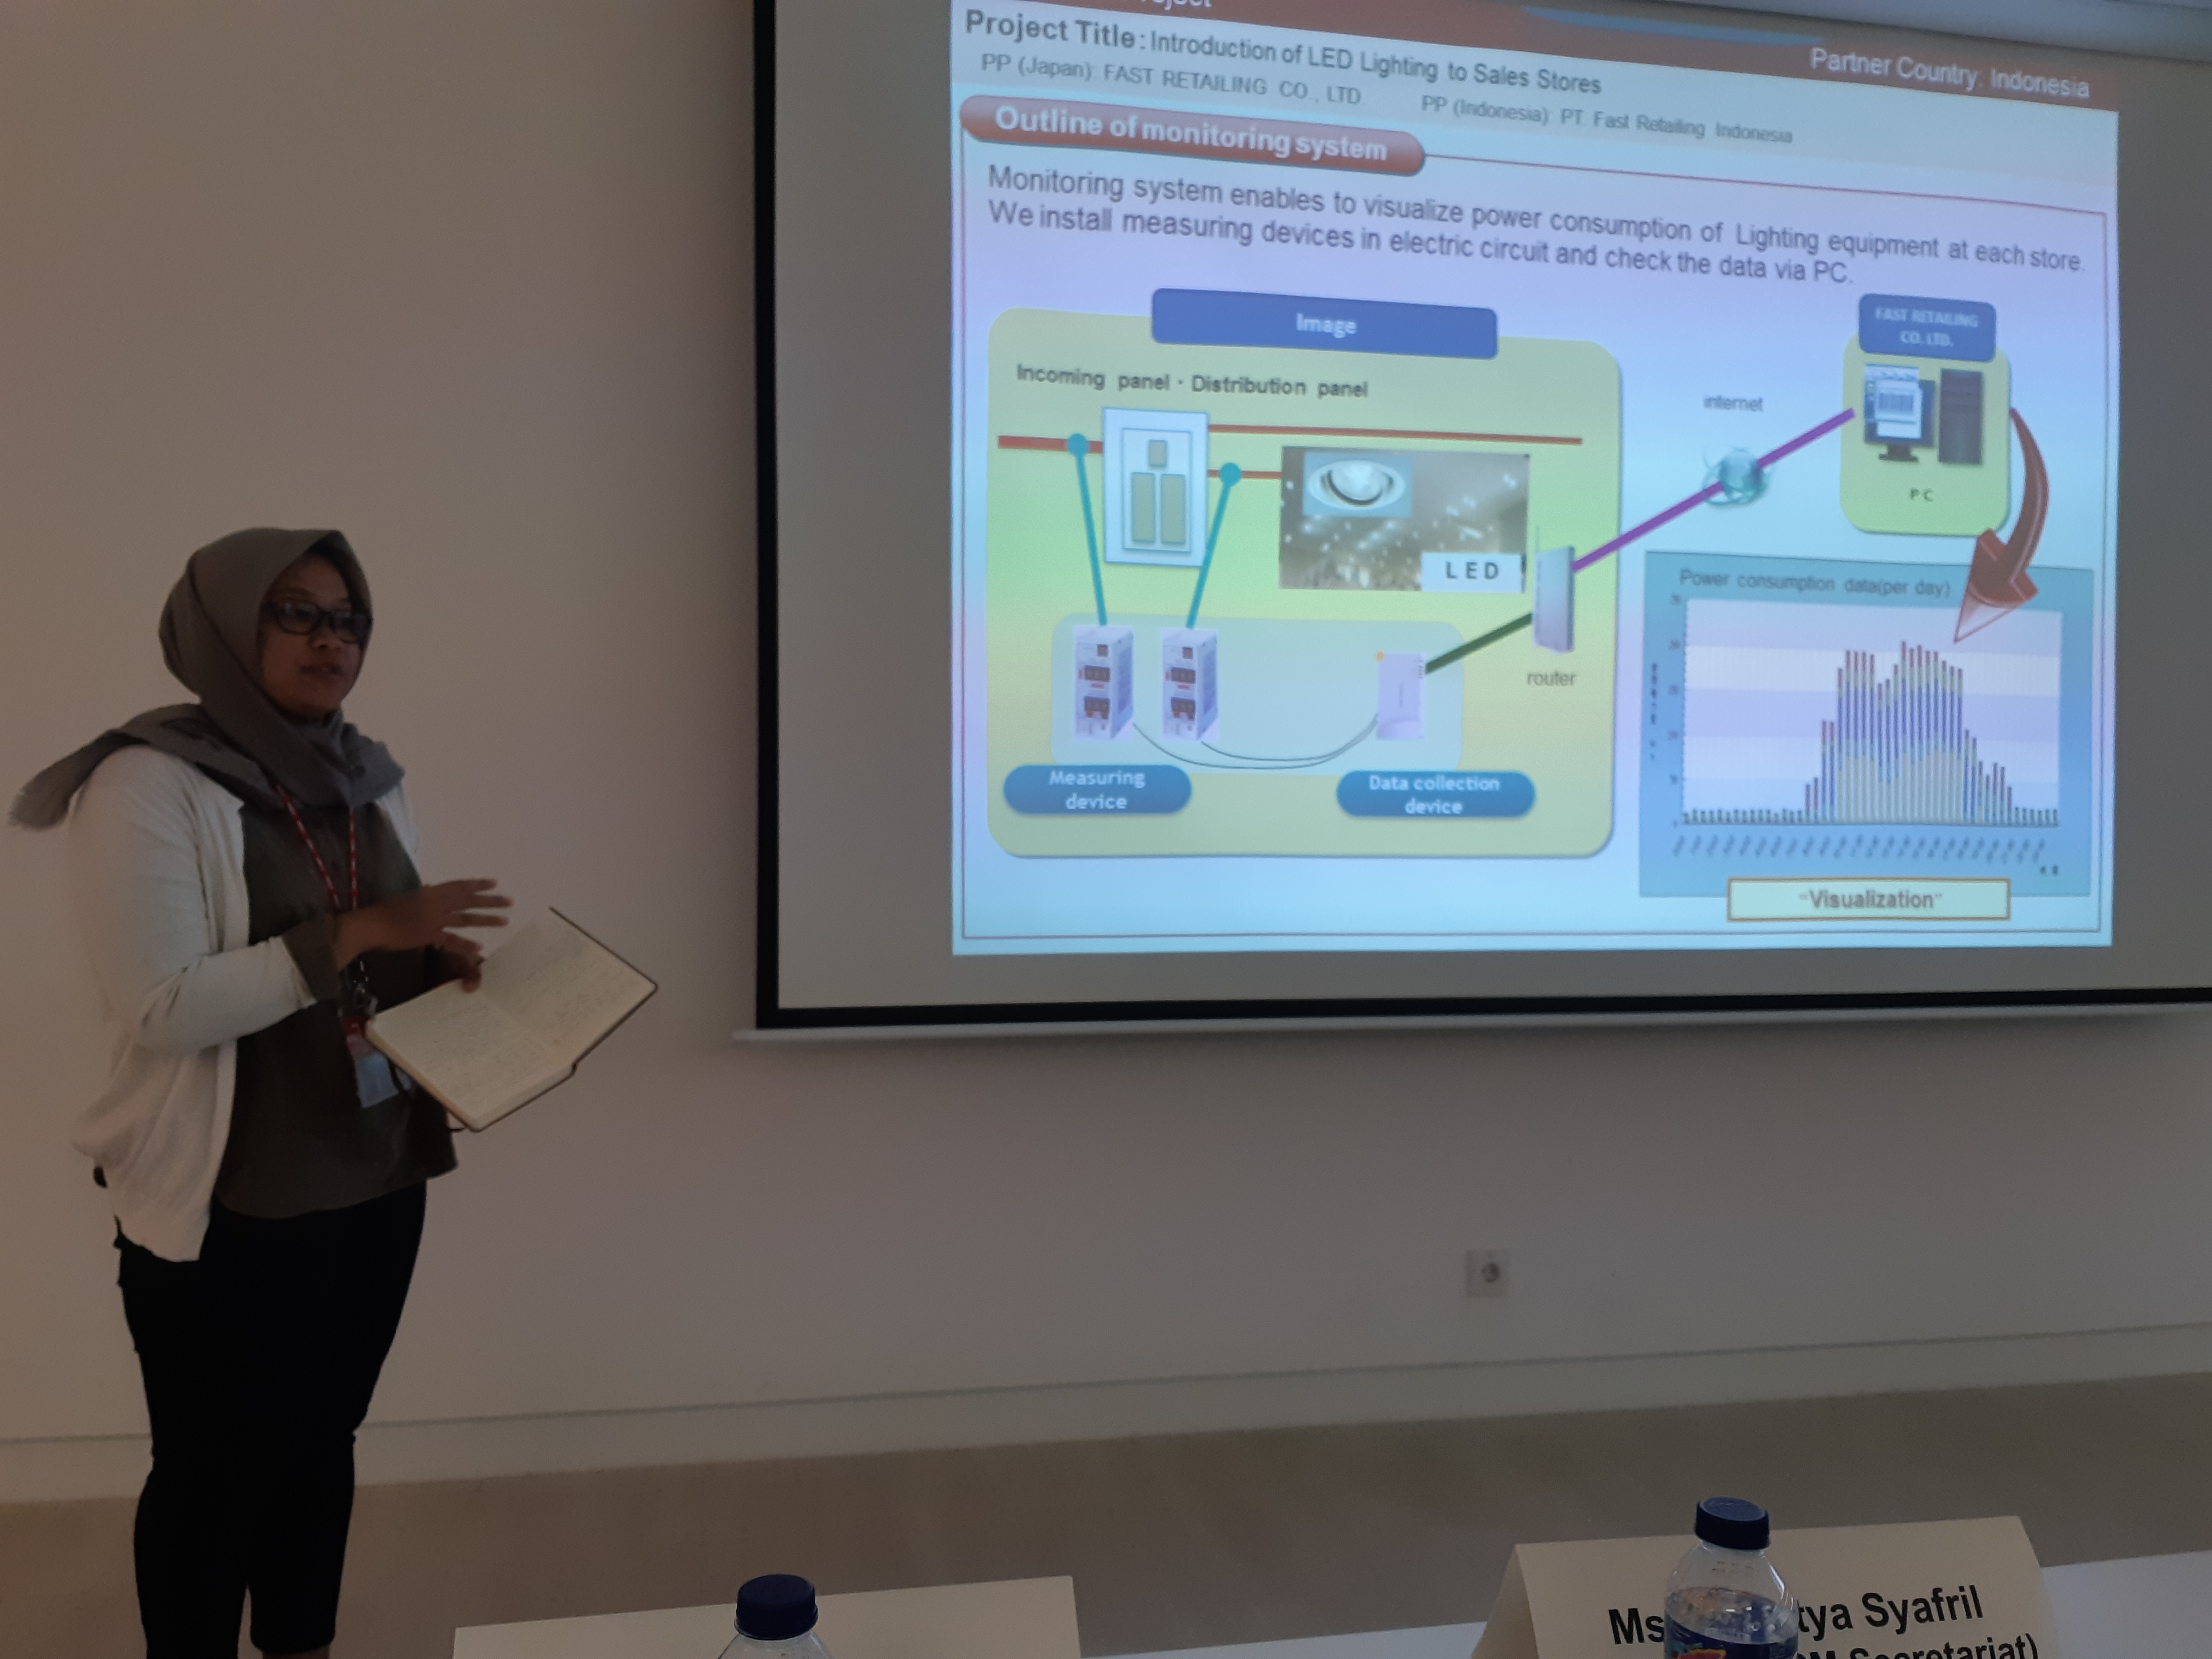 Project Title : Introduction of LED Lighting to Sales Stores
Partner Country: Indonesia
PP (Japan): FAST RETAILING CO., LTD.
PP (Indonesia): PT. Fast Retailing Indonesia
Outline of monitoring system
Monitoring system enables to visualize power consumption of Lighting equipment at each store.
We install measuring devices in electric circuit and check the data via PC.
Image
Incoming panel・Distribution panel
LED
Measuring
device
Data collection
device
router
internet
FAST RETAILING
CO. LTD.
PC
Power consumption data(per day)
"Visualization"
Ms tya Syafril
Secretariat)